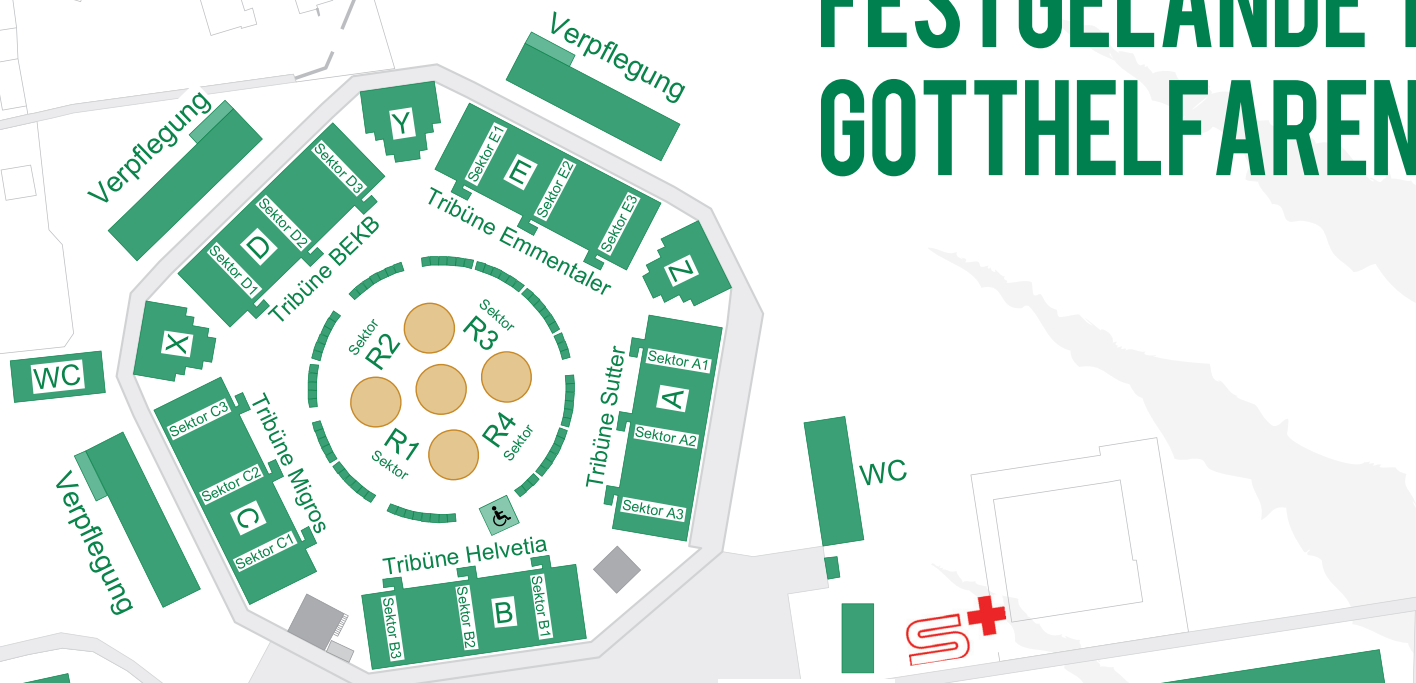 FESTGELÄNDE
GOTTHELFAREN
Verpflegung
Verpflegung
Y
Sektor E1
E
Sektor E2
Sektor E3
Tribüne Emmentaler
Sektor D3
Sektor D2
D
Sektor D1
Tribüne BEKB
Z
X
WC
Sektor
R2
Sektor
R3
R1
Sektor
R4
Sektor
Sektor A1
A
Sektor A2
Sektor A3
Tribüne Sutter
Sektor C3
Sektor C2
C
Sektor C1
Tribüne Migros
Verpflegung
WC
Tribüne Helvetia
Sektor B3
Sektor B2
B
Sektor B1
S+